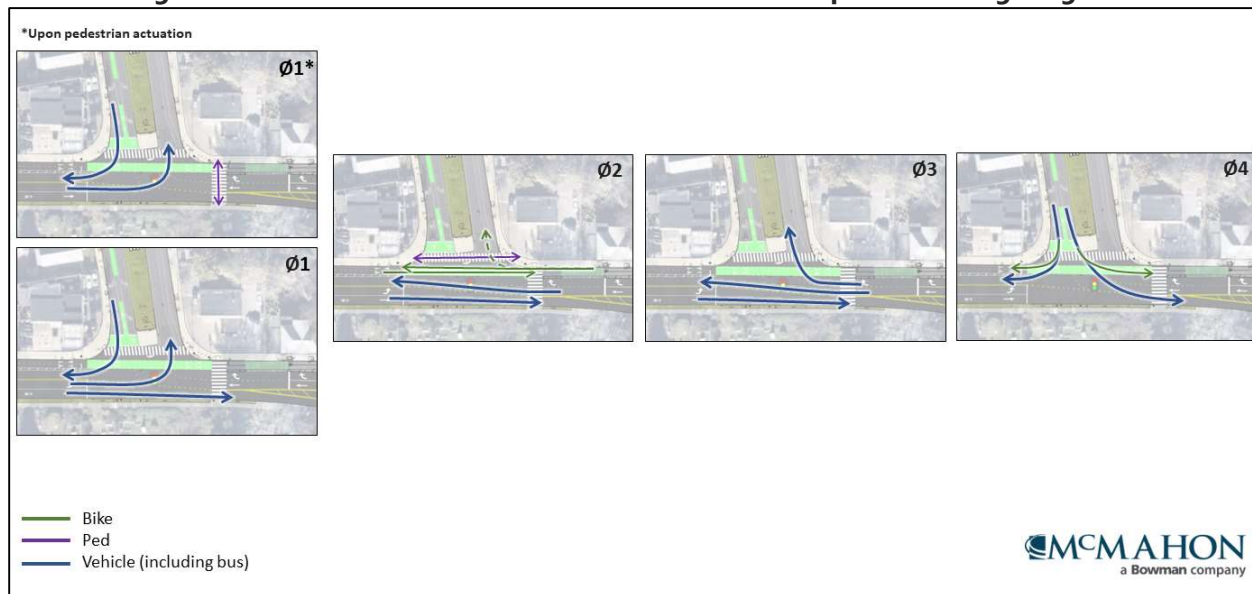 *Upon pedestrian actuation
Ø1*
Ø2
Ø3
Ø4
Ø1
Bike
Ped
Vehicle (including bus)
MCMAHON
a Bowman company